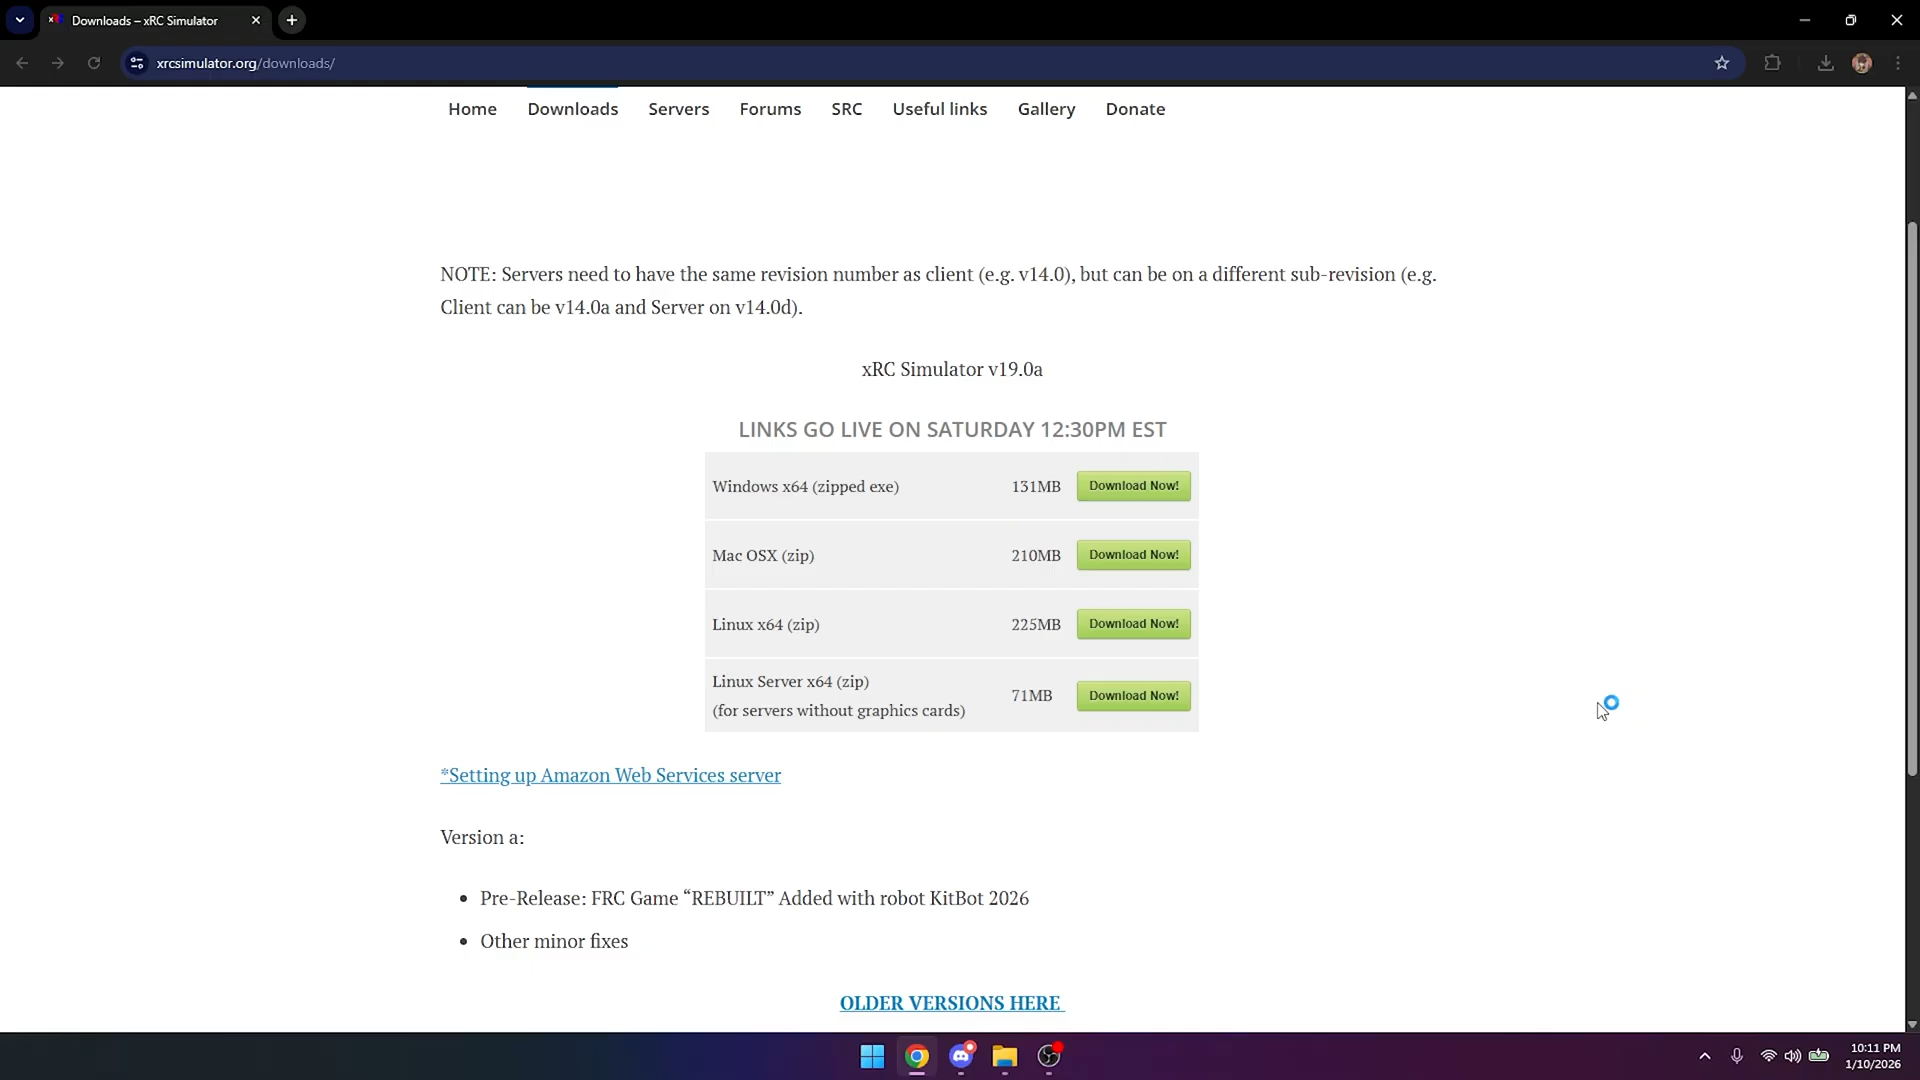 Downloads – xRC Simulator
xrcsimulator.org/downloads/
Home Downloads Servers Forums SRC Useful links Gallery Donate
NOTE: Servers need to have the same revision number as client (e.g. v14.0), but can be on a different sub-revision (e.g.
Client can be v14.0a and Server on v14.0d).
xRC Simulator v19.0a
LINKS GO LIVE ON SATURDAY 12:30PM EST
Windows x64 (zipped exe) 131MB Download Now!
Mac OSX (zip) 210MB Download Now!
Linux x64 (zip) 225MB Download Now!
Linux Server x64 (zip)
(for servers without graphics cards) 71MB Download Now!
*Setting up Amazon Web Services server
Version a:
Pre-Release: FRC Game “REBUILT” Added with robot KitBot 2026
Other minor fixes
OLDER VERSIONS HERE
10:11 PM
1/10/2026